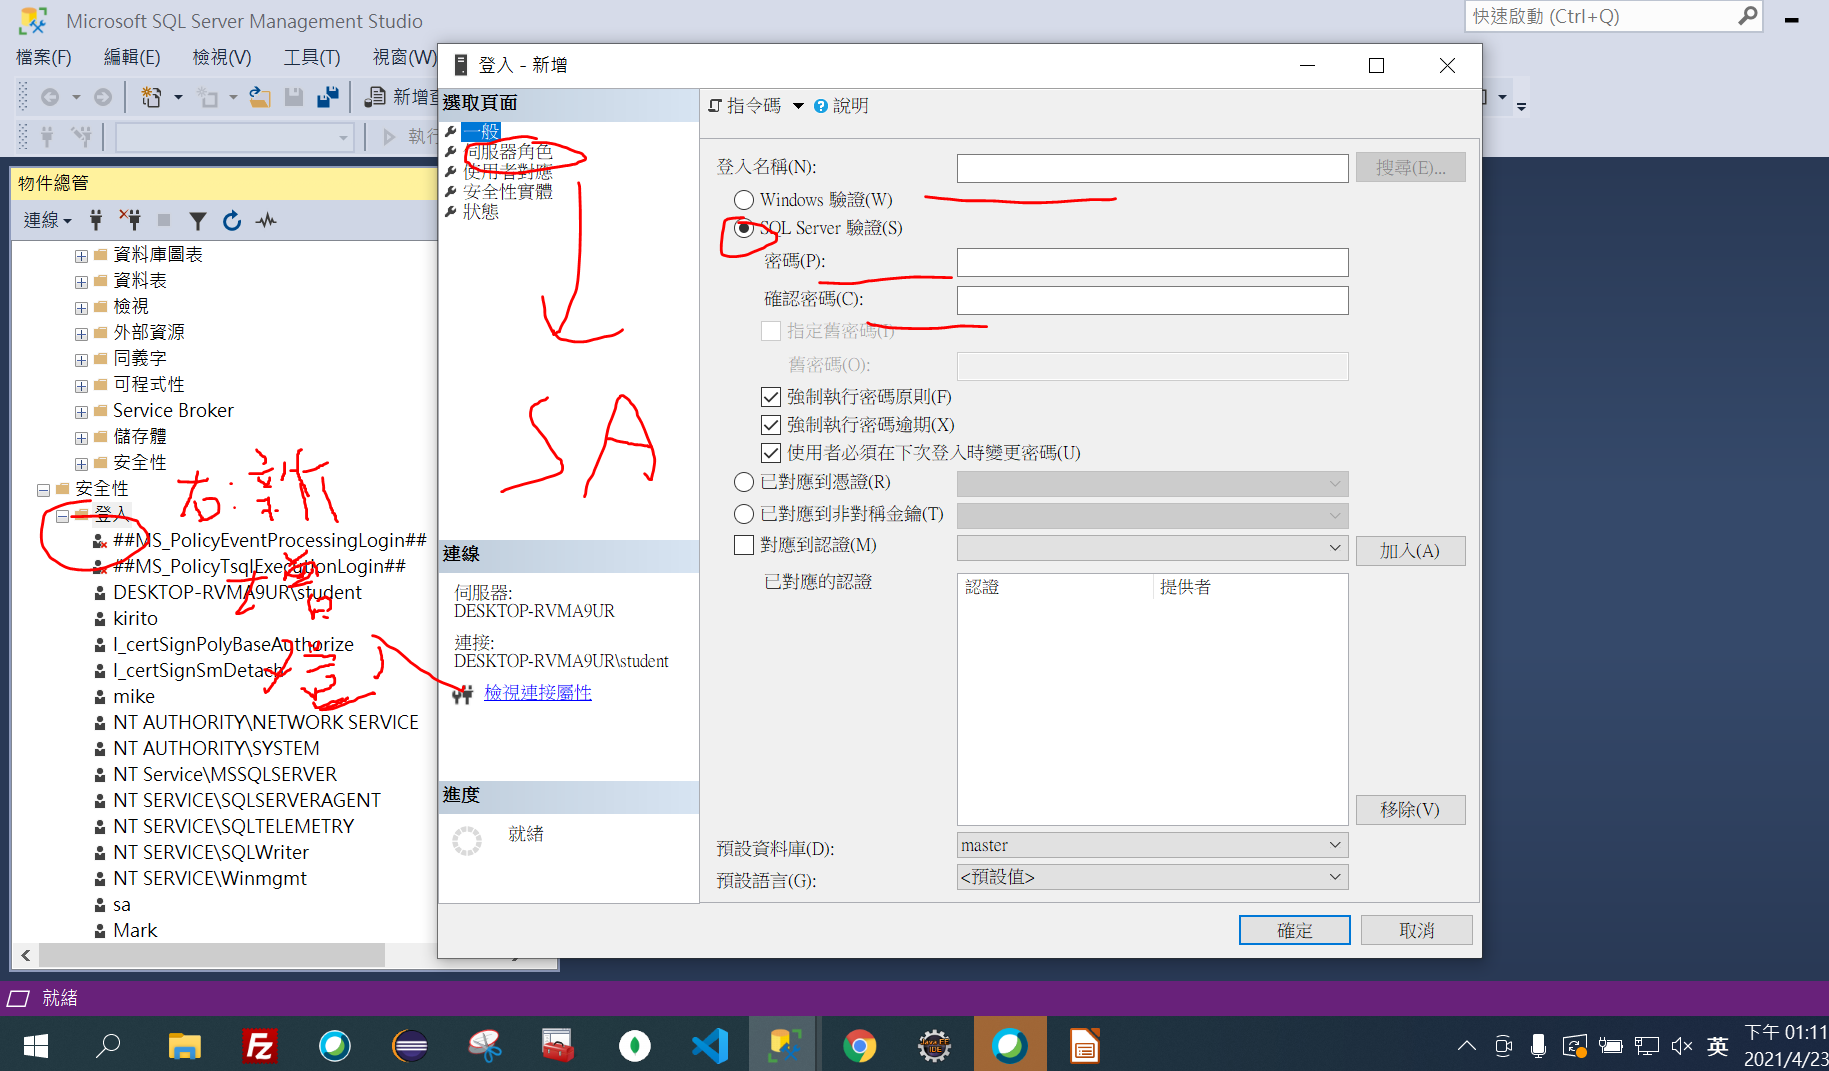 Microsoft SQL Server Management Studio
快速啟動 (Ctrl+Q)
檔案(F)
編輯(E)
檢視(V)
工具(T)
視窗(W)
新增查
執行
物件總管
連線
資料庫圖表
資料表
檢視
外部資源
同義字
可程式性
Service Broker
儲存體
安全性
安全性
登入
##MS_PolicyEventProcessingLogin##
##MS_PolicyTsqlExecutionLogin##
DESKTOP-RVMA9UR\student
kirito
l_certSignPolyBaseAuthorize
l_certSignSmDetach
mike
NT AUTHORITY\NETWORK SERVICE
NT AUTHORITY\SYSTEM
NT Service\MSSQLSERVER
NT SERVICE\SQLSERVERAGENT
NT SERVICE\SQLTELEMETRY
NT SERVICE\SQLWriter
NT SERVICE\Winmgmt
sa
Mark
右:新
登入
登入 - 新增
選取頁面
一般
伺服器角色
使用者對應
安全性實體
狀態
SA
連線
伺服器:
DESKTOP-RVMA9UR
連接:
DESKTOP-RVMA9UR\student
檢視連接屬性
進度
就緒
指令碼
說明
登入名稱(N):
搜尋(E)...
Windows 驗證(W)
SQL Server 驗證(S)
密碼(P):
確認密碼(C):
指定舊密碼(I)
舊密碼(O):
強制執行密碼原則(F)
強制執行密碼逾期(X)
使用者必須在下次登入時變更密碼(U)
已對應到憑證(R)
已對應到非對稱金鑰(T)
對應到認證(M)
加入(A)
已對應的認證
認證
提供者
移除(V)
預設資料庫(D):
master
預設語言(G):
<預設值>
確定
取消
就緒
Fz
Java EE
IDE
英
下午 01:11
2021/4/23